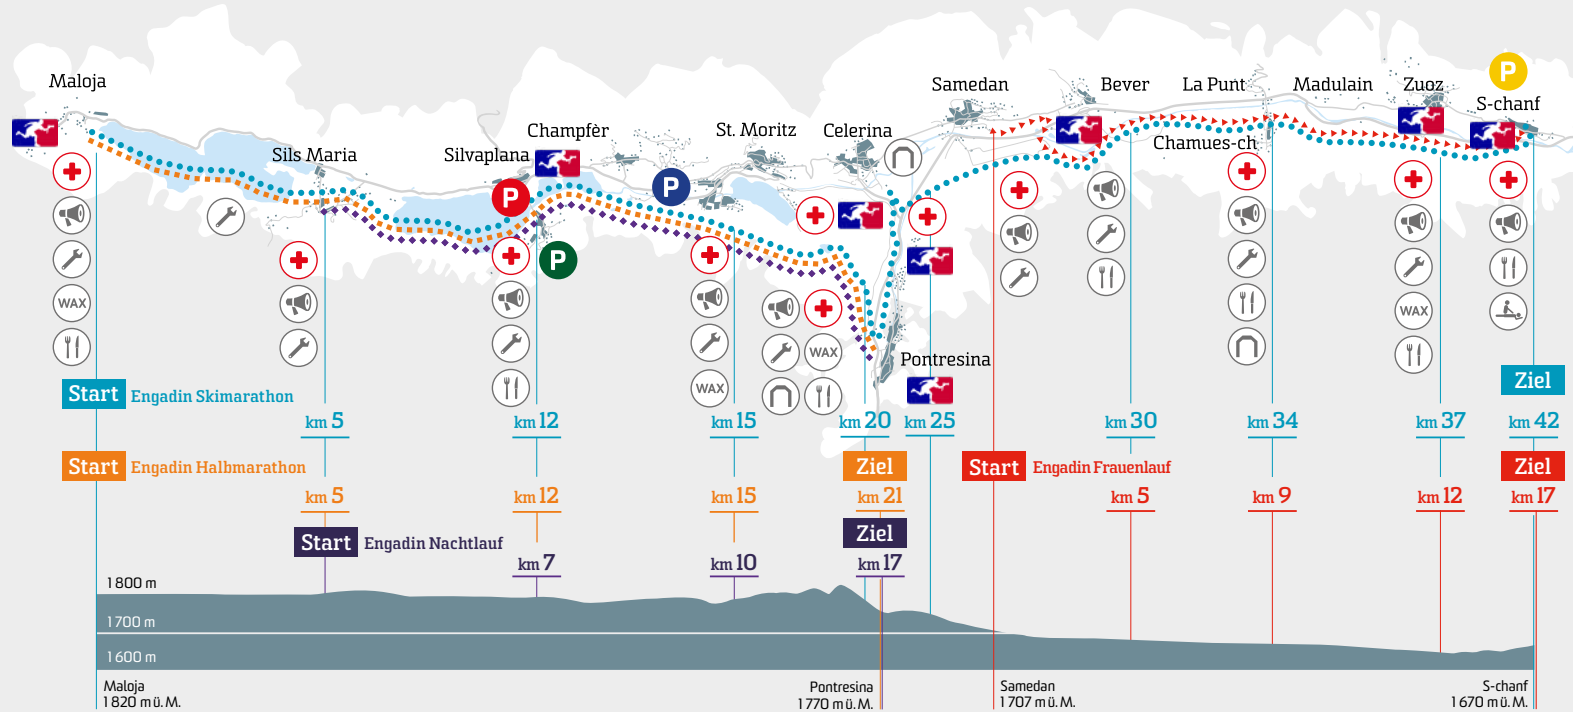 Maloja
Sils Maria
Silvaplana
Champfèr
St. Moritz
Celerina
Samedan
Bever
La Punt
Chamues-ch
Madulain
Zuoz
S-chanf
Pontresina
P
P
P
P
WAX
WAX
WAX
WAX
Start Engadin Skimarathon
Ziel
km 5
km 12
km 15
km 20
km 25
km 30
km 34
km 37
km 42
Start Engadin Halbmarathon
Ziel
Start Engadin Frauenlauf
Ziel
km 5
km 12
km 15
km 21
km 5
km 9
km 12
km 17
Start Engadin Nachtlauf
Ziel
km 7
km 10
km 17
1800 m
1700 m
1600 m
Maloja
1820 m ü. M.
Pontresina
1770 m ü. M.
Samedan
1707 m ü. M.
S-chanf
1670 m ü. M.